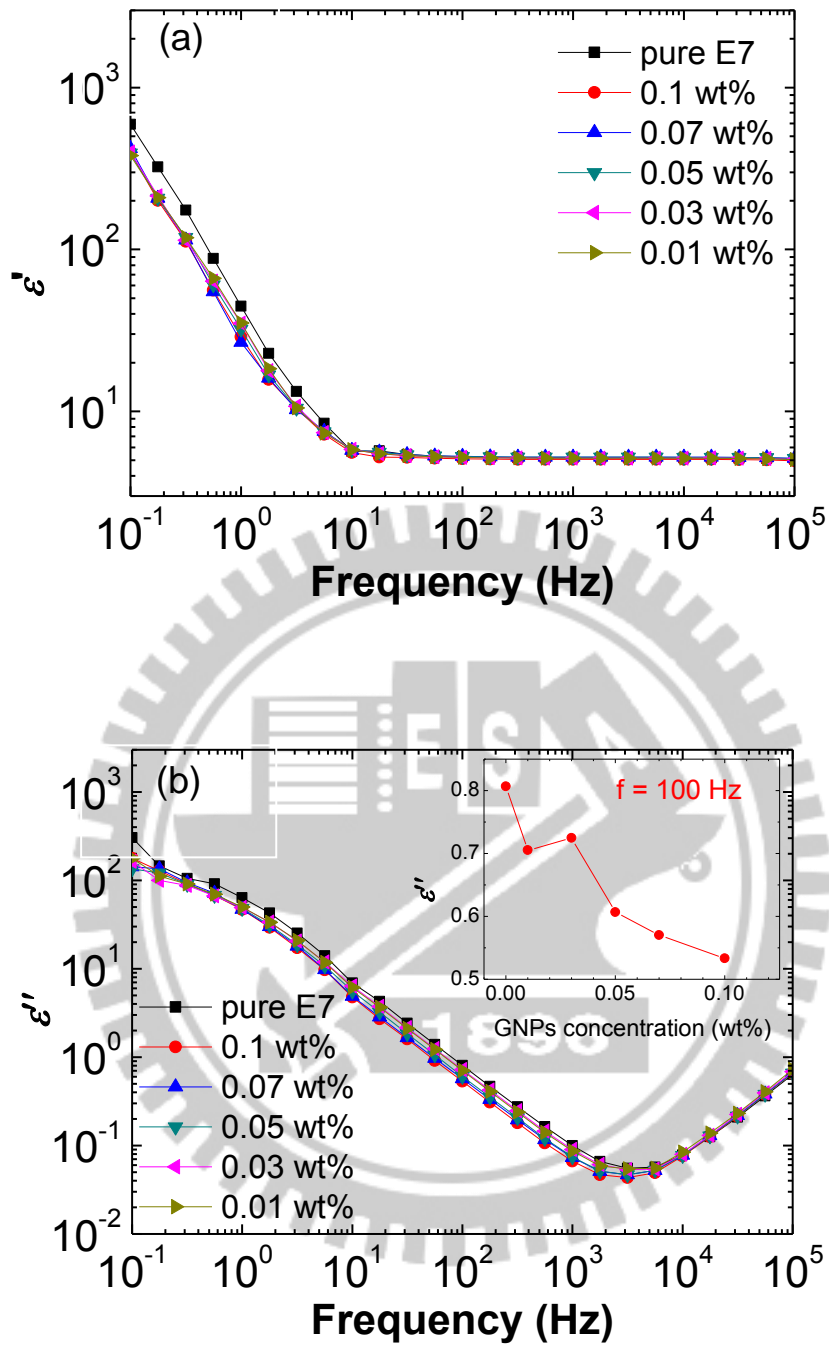 (a)
pure E7
0.1 wt%
0.07 wt%
0.05 wt%
0.03 wt%
0.01 wt%
10³
10²
10¹
ε'
10⁻¹ 10⁰ 10¹ 10² 10³ 10⁴ 10⁵
Frequency (Hz)
ESA
(b)
f = 100 Hz
0.8
0.7
0.6
0.5
ε''
0.00 0.05 0.10
GNPs concentration (wt%)
10³
10²
10¹
10⁰
10⁻¹
10⁻²
ε''
pure E7
0.1 wt%
0.07 wt%
0.05 wt%
0.03 wt%
0.01 wt%
1896
10⁻¹ 10⁰ 10¹ 10² 10³ 10⁴ 10⁵
Frequency (Hz)